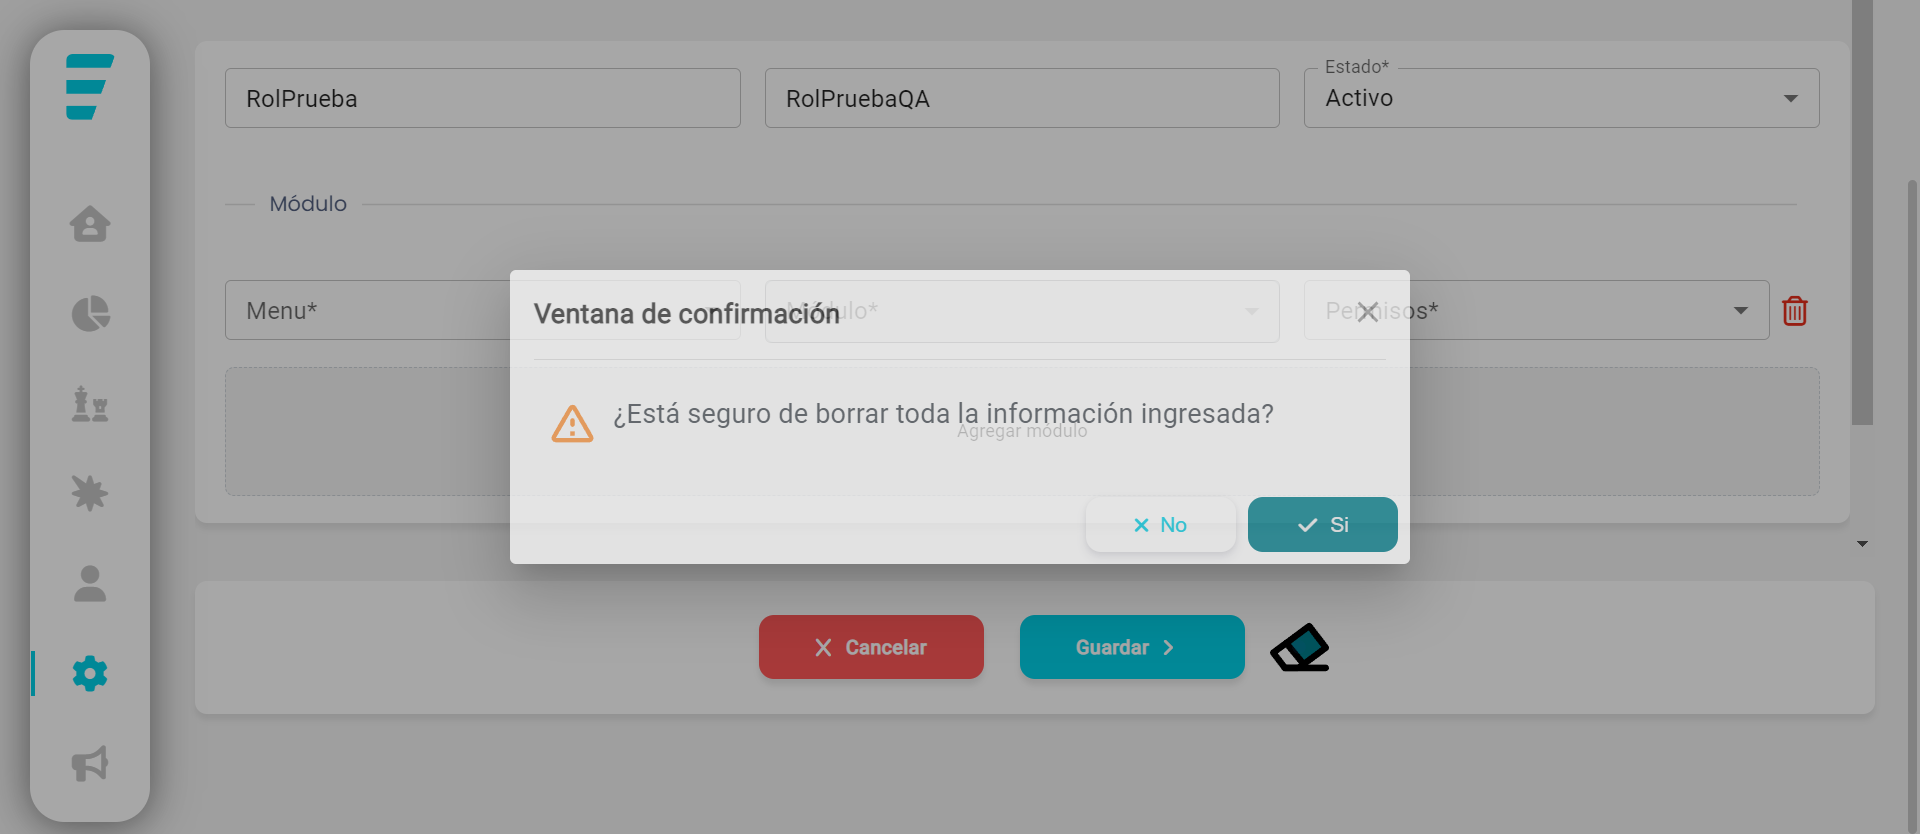 RolPrueba
RolPruebaQA
Estado*
Activo
Módulo
Menu*
Módulo*
Permisos*
Ventana de confirmación
¿Está seguro de borrar toda la información ingresada?
Agregar módulo
No
Si
Cancelar
Guardar